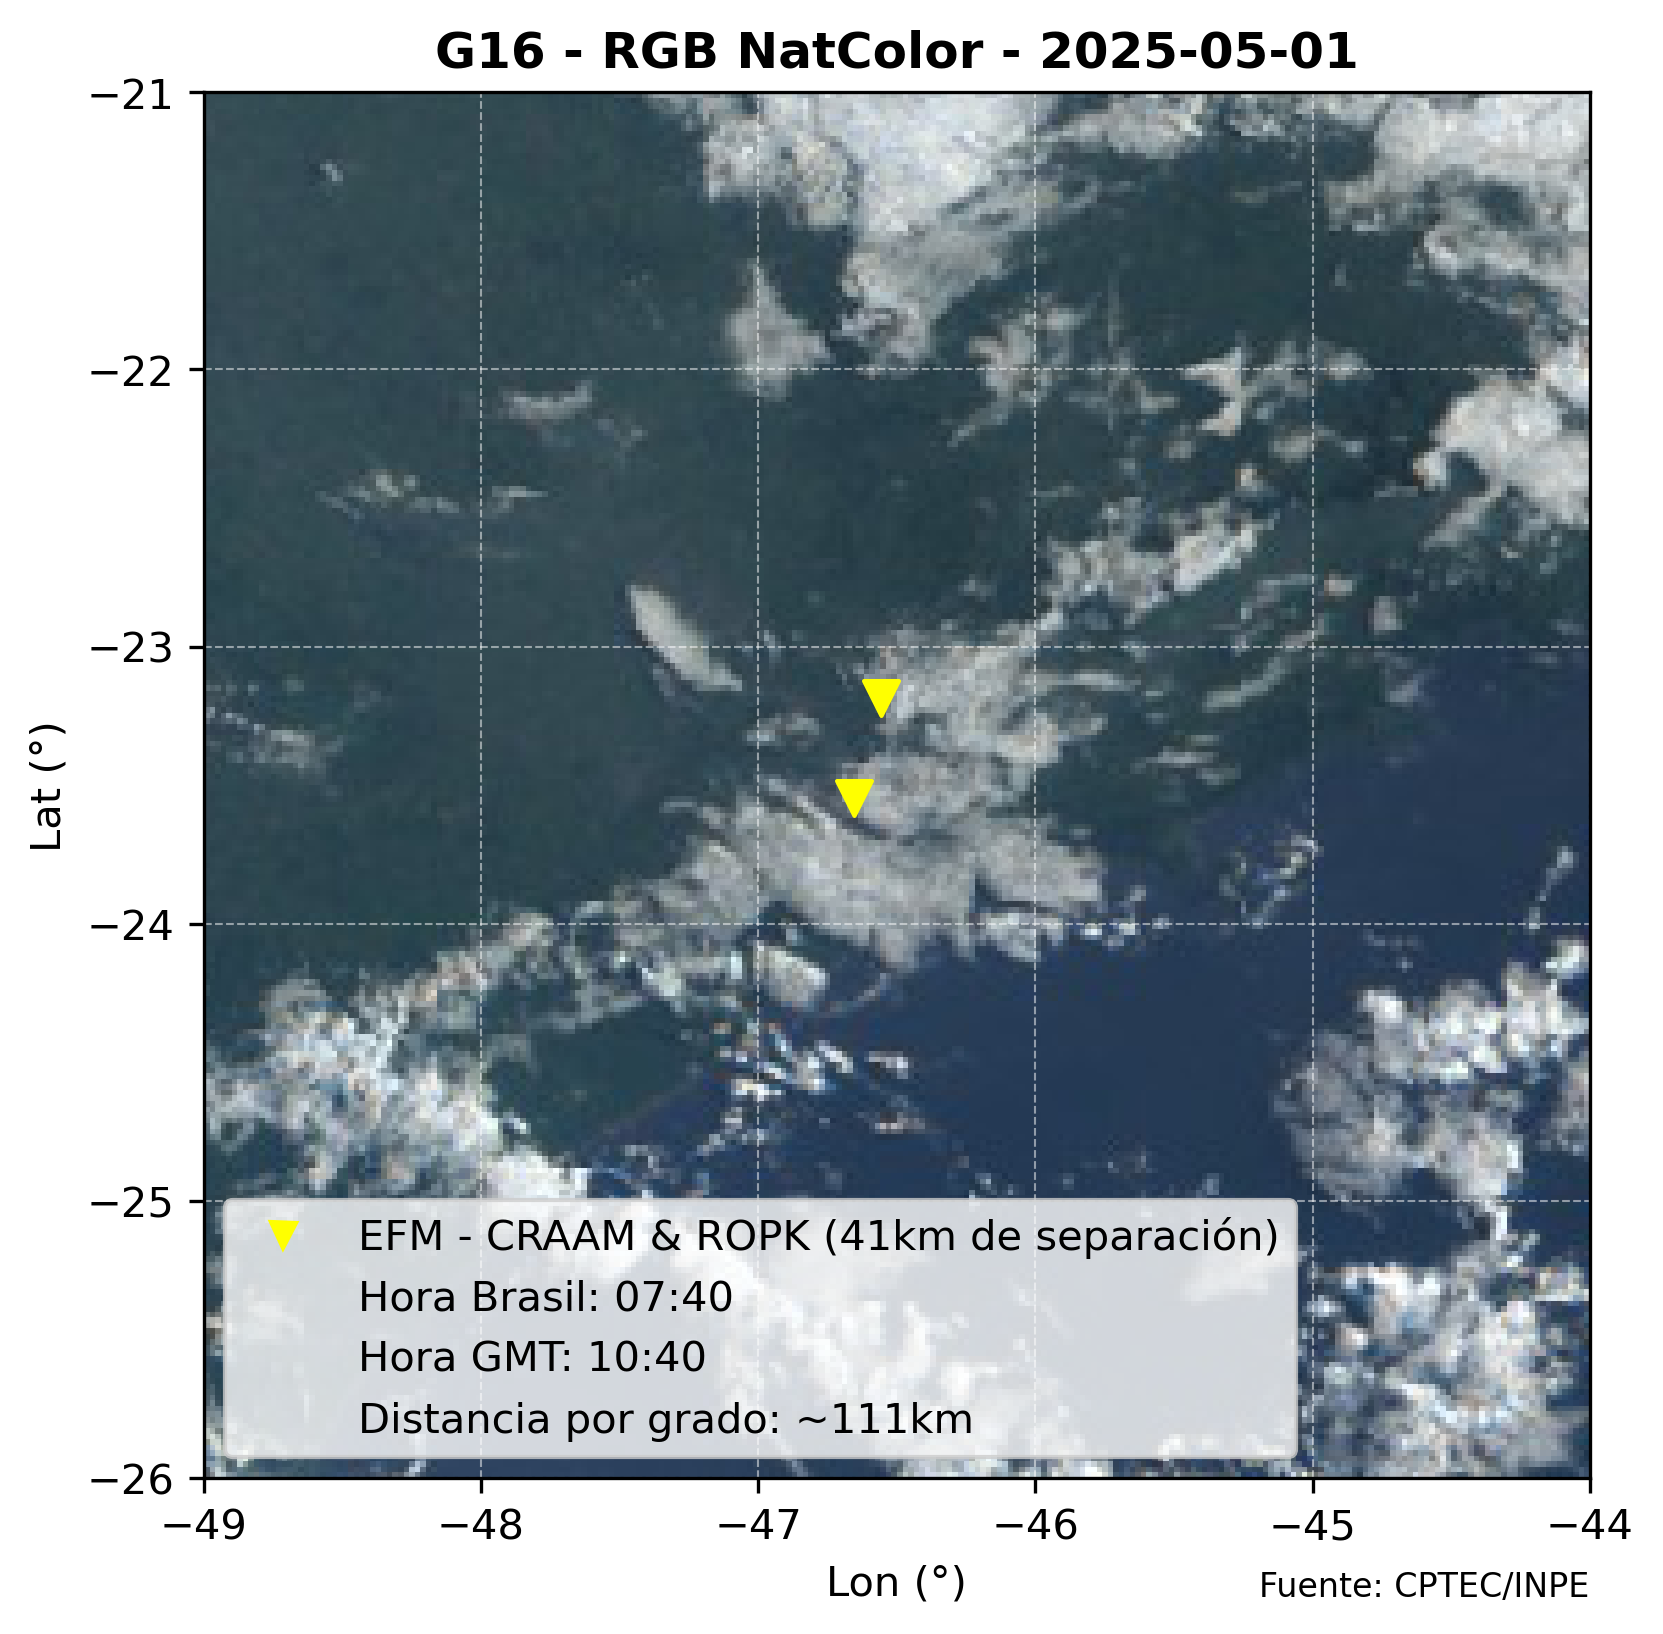 G16 - RGB NatColor - 2025-05-01
−21
−22
−23
−24
−25
−26
Lat (°)
EFM - CRAAM & ROPK (41km de separación)
Hora Brasil: 07:40
Hora GMT: 10:40
Distancia por grado: ~111km
−49 −48 −47 −46 −45 −44
Lon (°)
Fuente: CPTEC/INPE